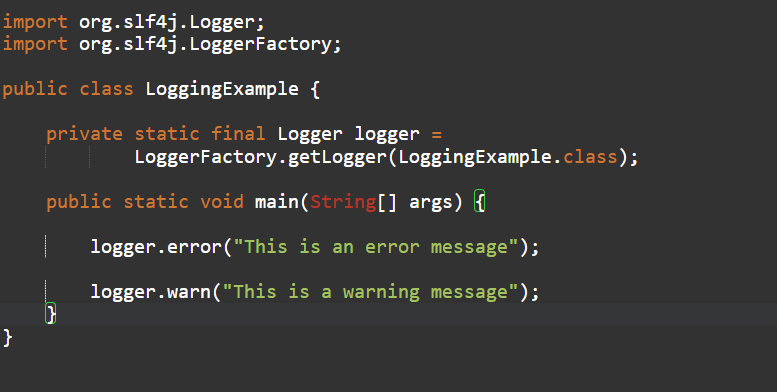 import org.slf4j.Logger;
import org.slf4j.LoggerFactory;
public class LoggingExample {
private static final Logger logger =
LoggerFactory.getLogger(LoggingExample.class);
public static void main(String[] args) {
logger.error("This is an error message");
logger.warn("This is a warning message");
}
}